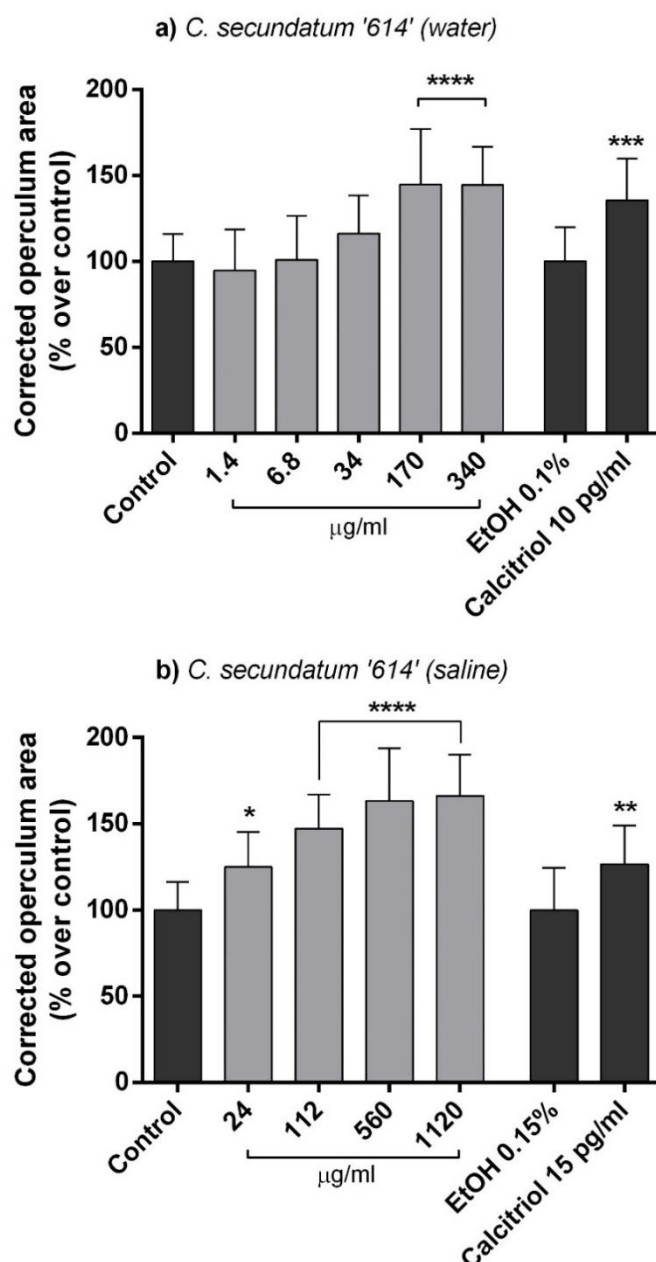 a) C. secundatum '614' (water)
Corrected operculum area
(% over control)
200
150
100
50
0
****
***
Control
1.4
6.8
34
170
340
µg/ml
EtOH 0.1%
Calcitriol 10 pg/ml
b) C. secundatum '614' (saline)
Corrected operculum area
(% over control)
200
150
100
50
0
*
****
**
Control
24
112
560
1120
µg/ml
EtOH 0.15%
Calcitriol 15 pg/ml